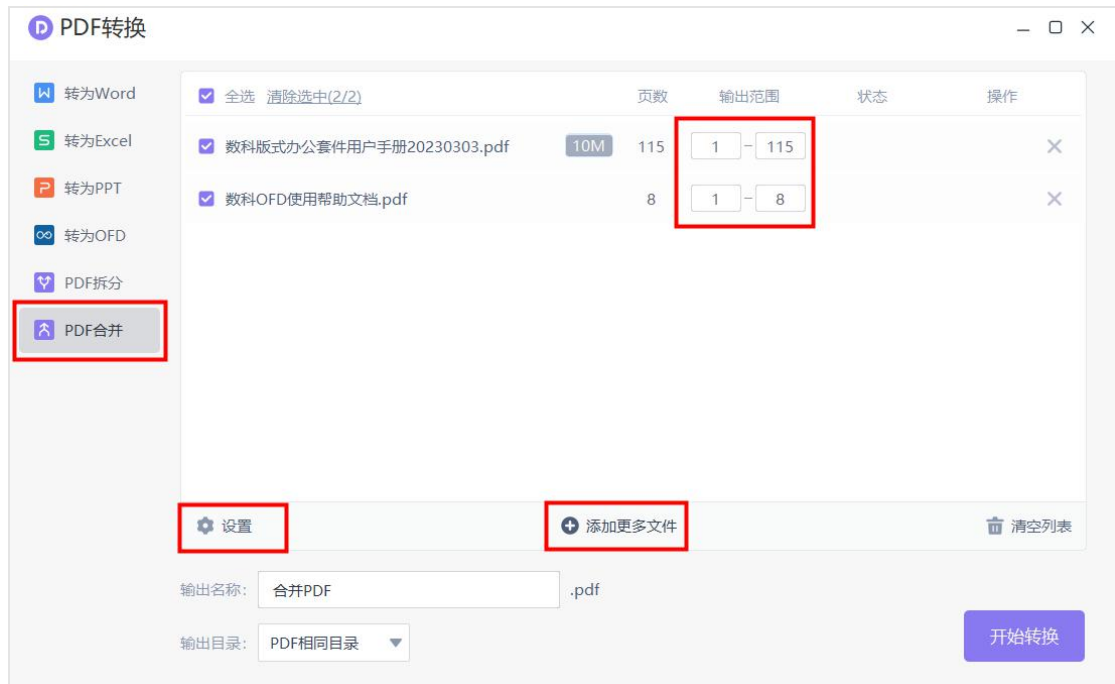 PDF转换
转为Word
转为Excel
转为PPT
转为OFD
PDF拆分
PDF合并
全选 清除选中(2/2) 页数 输出范围 状态 操作
数科版式办公套件用户手册20230303.pdf 10M 115 1 - 115
数科OFD使用帮助文档.pdf 8 1 - 8
设置 添加更多文件 清空列表
输出名称: 合并PDF .pdf
输出目录: PDF相同目录
开始转换